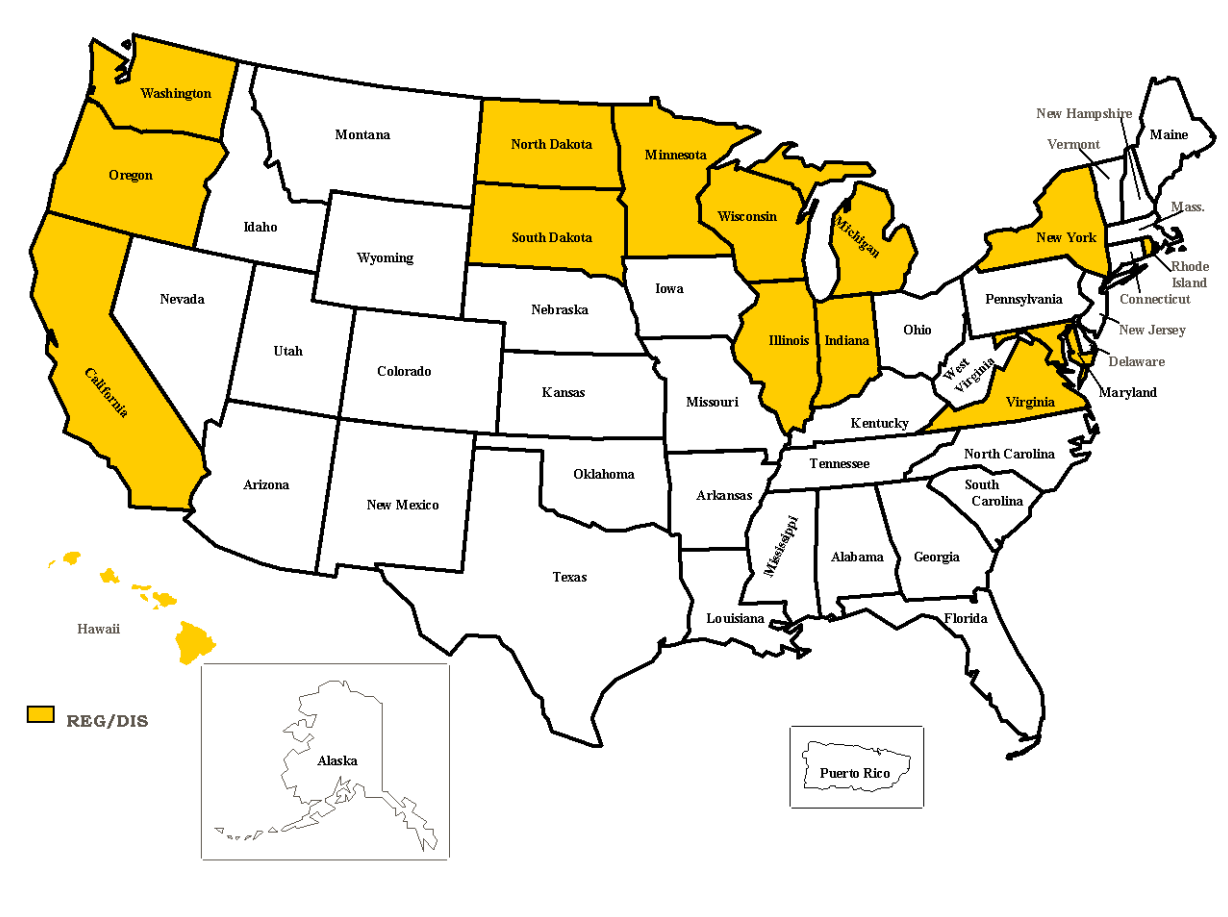 Washington
Montana
North Dakota
Minnesota
New Hampshire
Maine
Vermont
Oregon
Idaho
Wyoming
South Dakota
Wisconsin
Michigan
New York
Mass.
Rhode
Island
Connecticut
Nevada
Utah
Colorado
Nebraska
Iowa
Illinois
Indiana
Ohio
Pennsylvania
New Jersey
Delaware
Maryland
West
Virginia
Virginia
California
Kansas
Missouri
Kentucky
Arizona
New Mexico
Oklahoma
Arkansas
Tennessee
North Carolina
South
Carolina
Texas
Louisiana
Mississippi
Alabama
Georgia
Florida
Hawaii
REG/DIS
Alaska
Puerto Rico